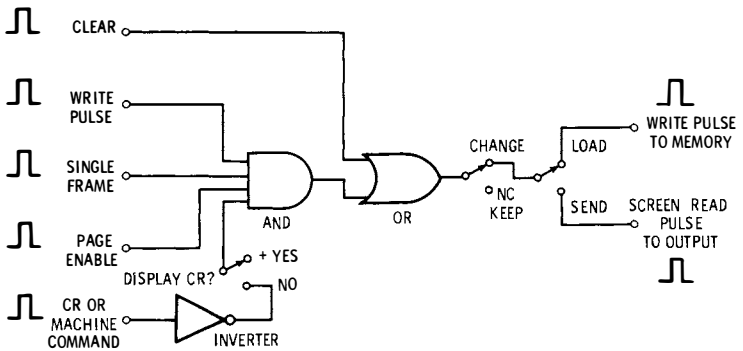 CLEAR
WRITE
PULSE
SINGLE
FRAME
PAGE
ENABLE
DISPLAY CR?
+ YES
NO
CR OR
MACHINE
COMMAND
INVERTER
AND
OR
CHANGE
NC
KEEP
LOAD
SEND
WRITE PULSE
TO MEMORY
SCREEN READ
PULSE
TO OUTPUT